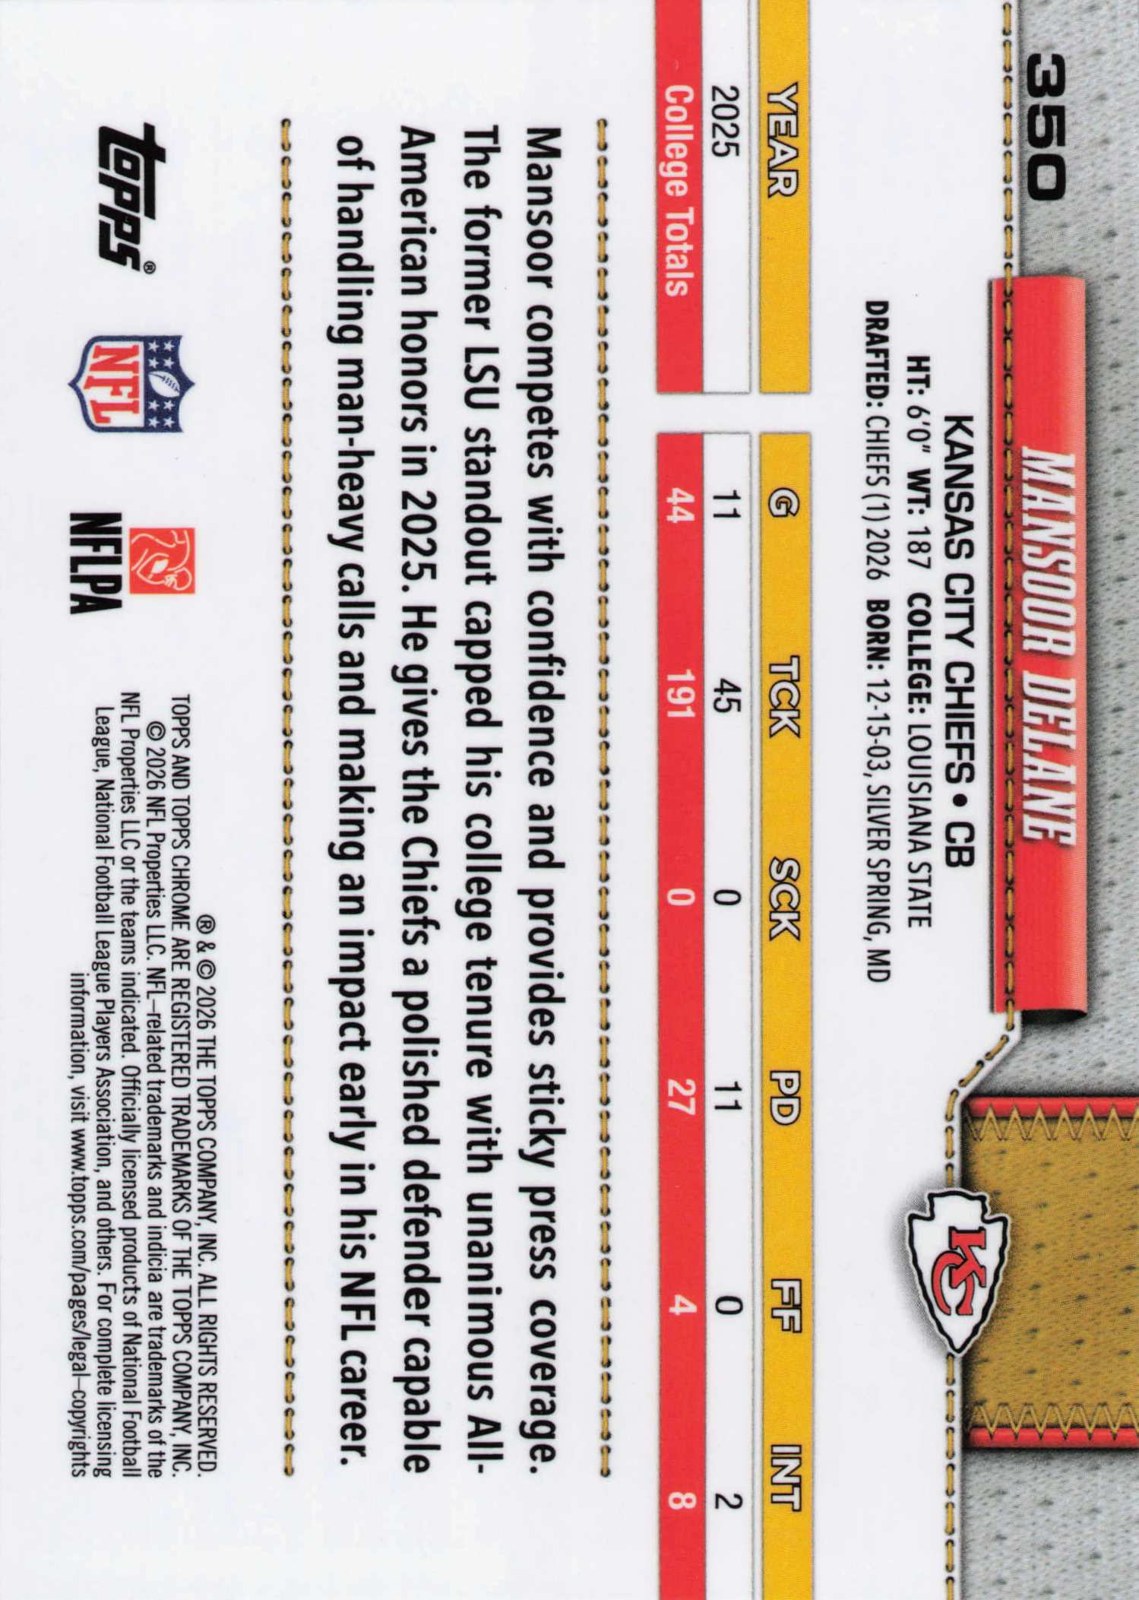 350
MANSOOR DELANE
KANSAS CITY CHIEFS • CB
HT: 6'0" WT: 187 COLLEGE: LOUISIANA STATE
DRAFTED: CHIEFS (1) 2026 BORN: 12-15-03, SILVER SPRING, MD
KC
YEAR G TCK SCK PD FF INT
2025 11 45 0 11 0 2
College Totals 44 191 0 27 4 8
Mansoor competes with confidence and provides sticky press coverage.
The former LSU standout capped his college tenure with unanimous All-
American honors in 2025. He gives the Chiefs a polished defender capable
of handling man-heavy calls and making an impact early in his NFL career.
topps®
NFL
NFLPA
® & © 2026 THE TOPPS COMPANY, INC. ALL RIGHTS RESERVED.
TOPPS AND TOPPS CHROME ARE REGISTERED TRADEMARKS OF THE TOPPS COMPANY, INC.
© 2026 NFL Properties LLC. NFL-related trademarks and indicia are trademarks of the
NFL Properties LLC or the teams indicated. Officially licensed products of National Football
League, National Football League Players Association, and others. For complete licensing
information, visit www.topps.com/pages/legal-copyrights